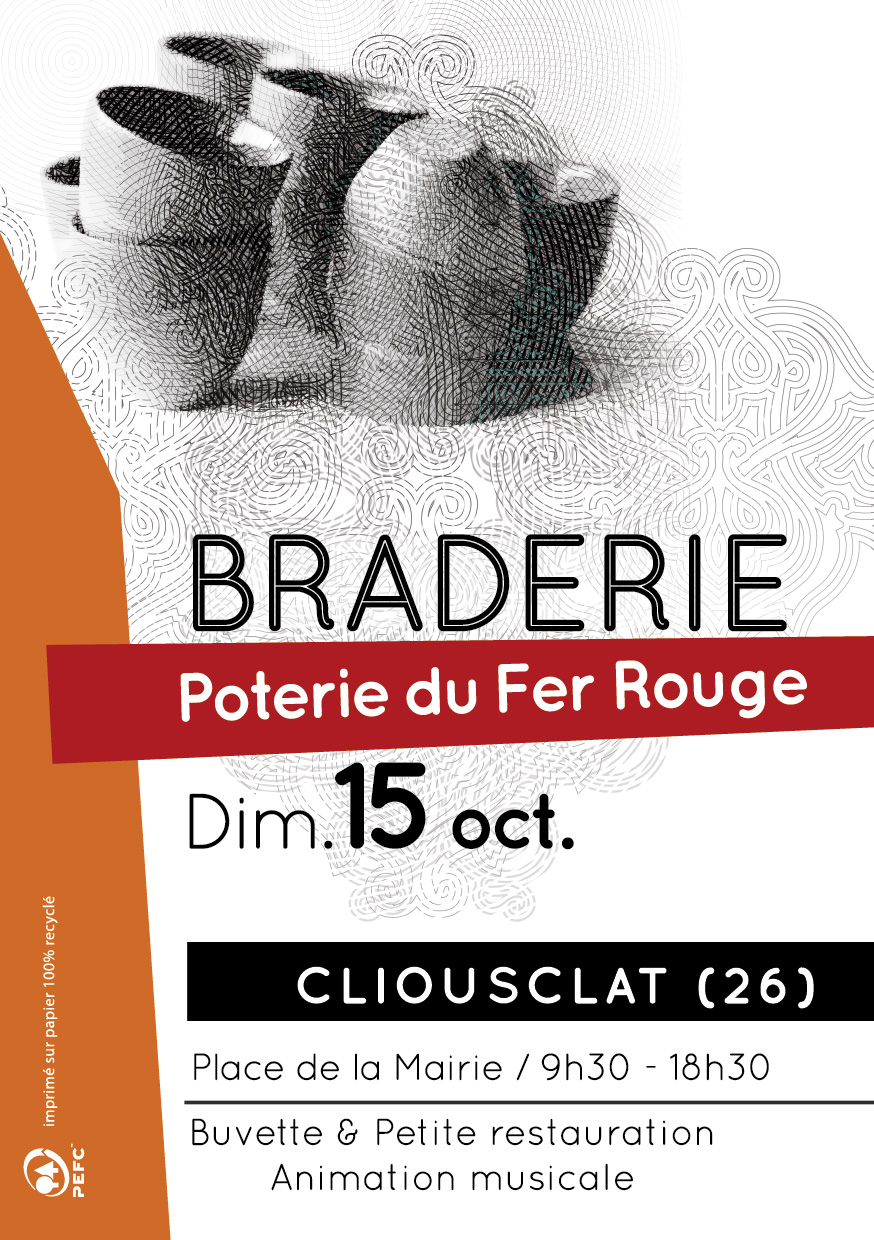 BRADERIE
Poterie du Fer Rouge
Dim.15 oct.
CLIOUSCLAT (26)
Place de la Mairie / 9h30 - 18h30
Buvette & Petite restauration
Animation musicale
imprimé sur papier 100% recyclé
PEFC™